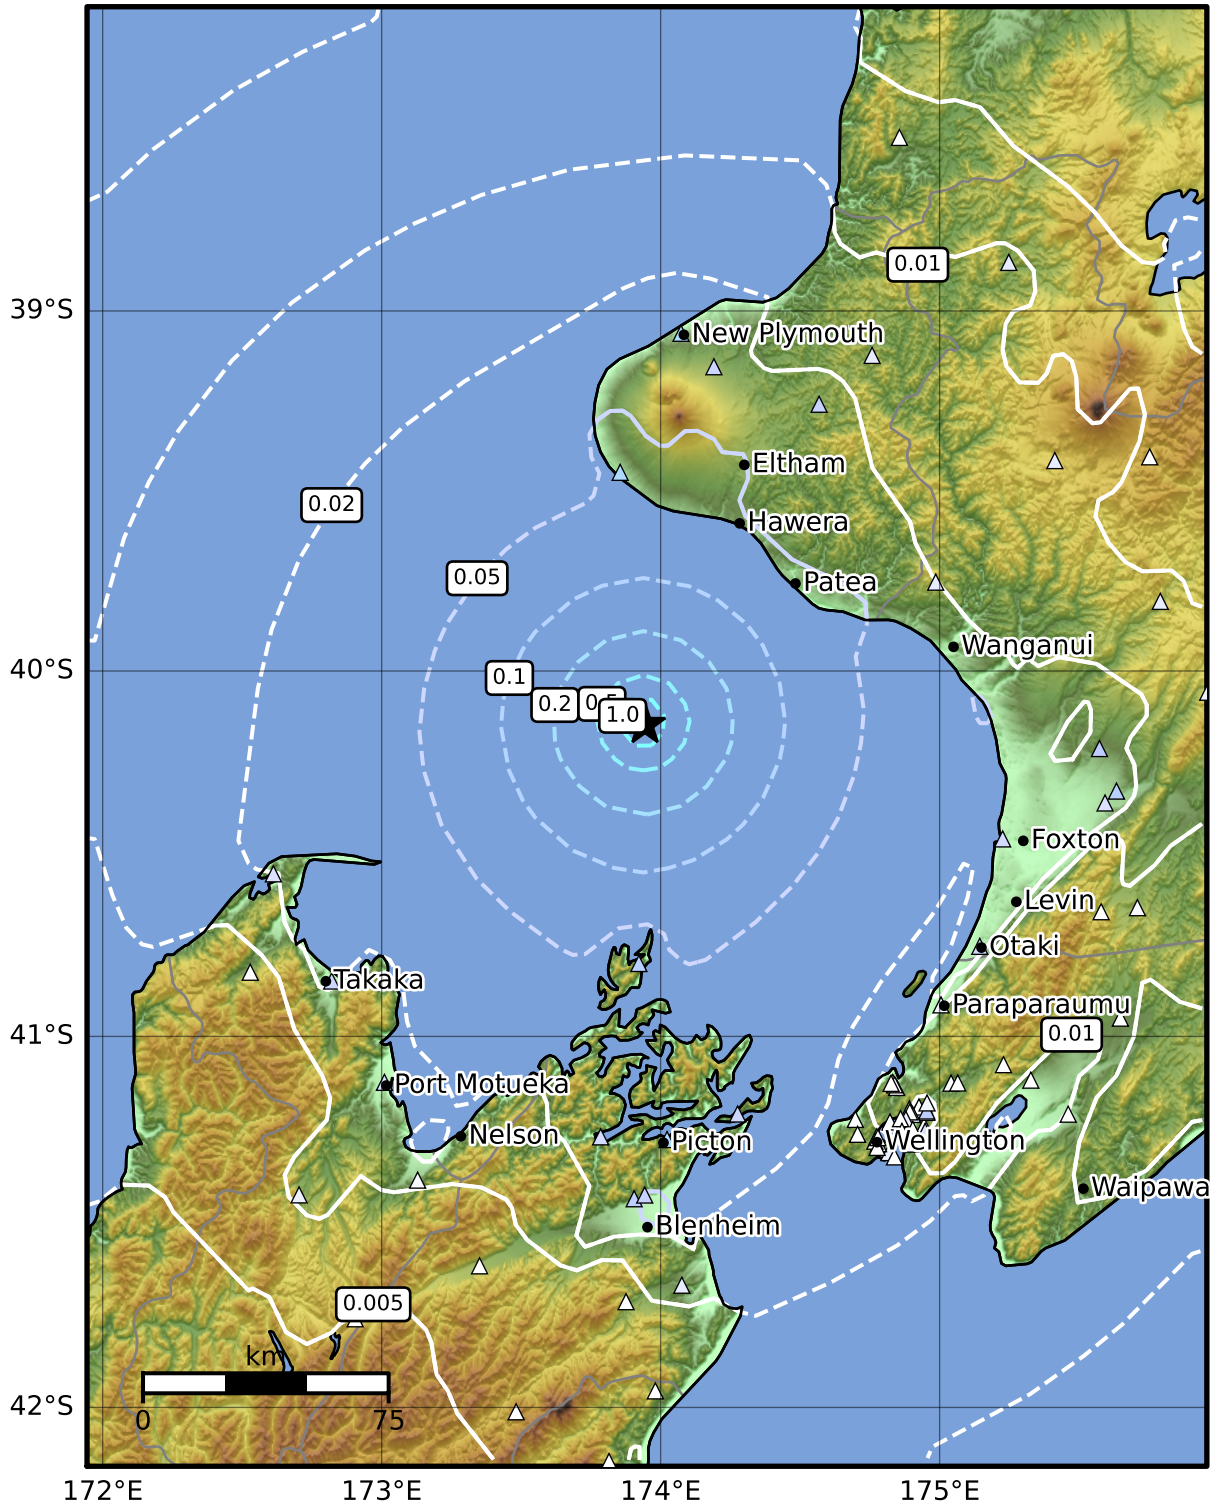 0.01
39°S
New Plymouth
Eltham
0.02
Hawera
0.05
Patea
Wanganui
40°S
0.1
0.2
1.0
Foxton
Levin
Otaki
Takaka
Paraparaumu
41°S
0.01
Port Motueka
Nelson
Picton
Wellington
Waipawa
Blenheim
0.005
km
0
75
42°S
172°E
173°E
174°E
175°E